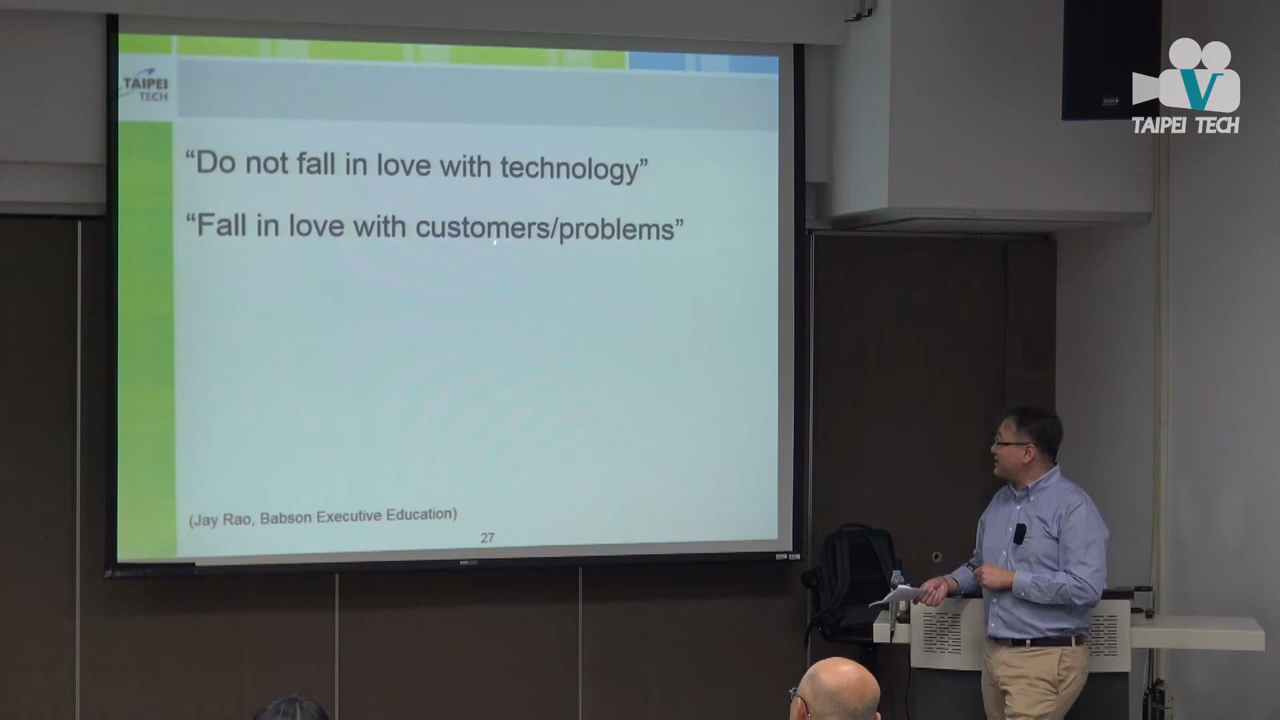 TAIPEI
TECH
“Do not fall in love with technology”
“Fall in love with customers/problems”
(Jay Rao, Babson Executive Education)
27
V
TAIPEI TECH